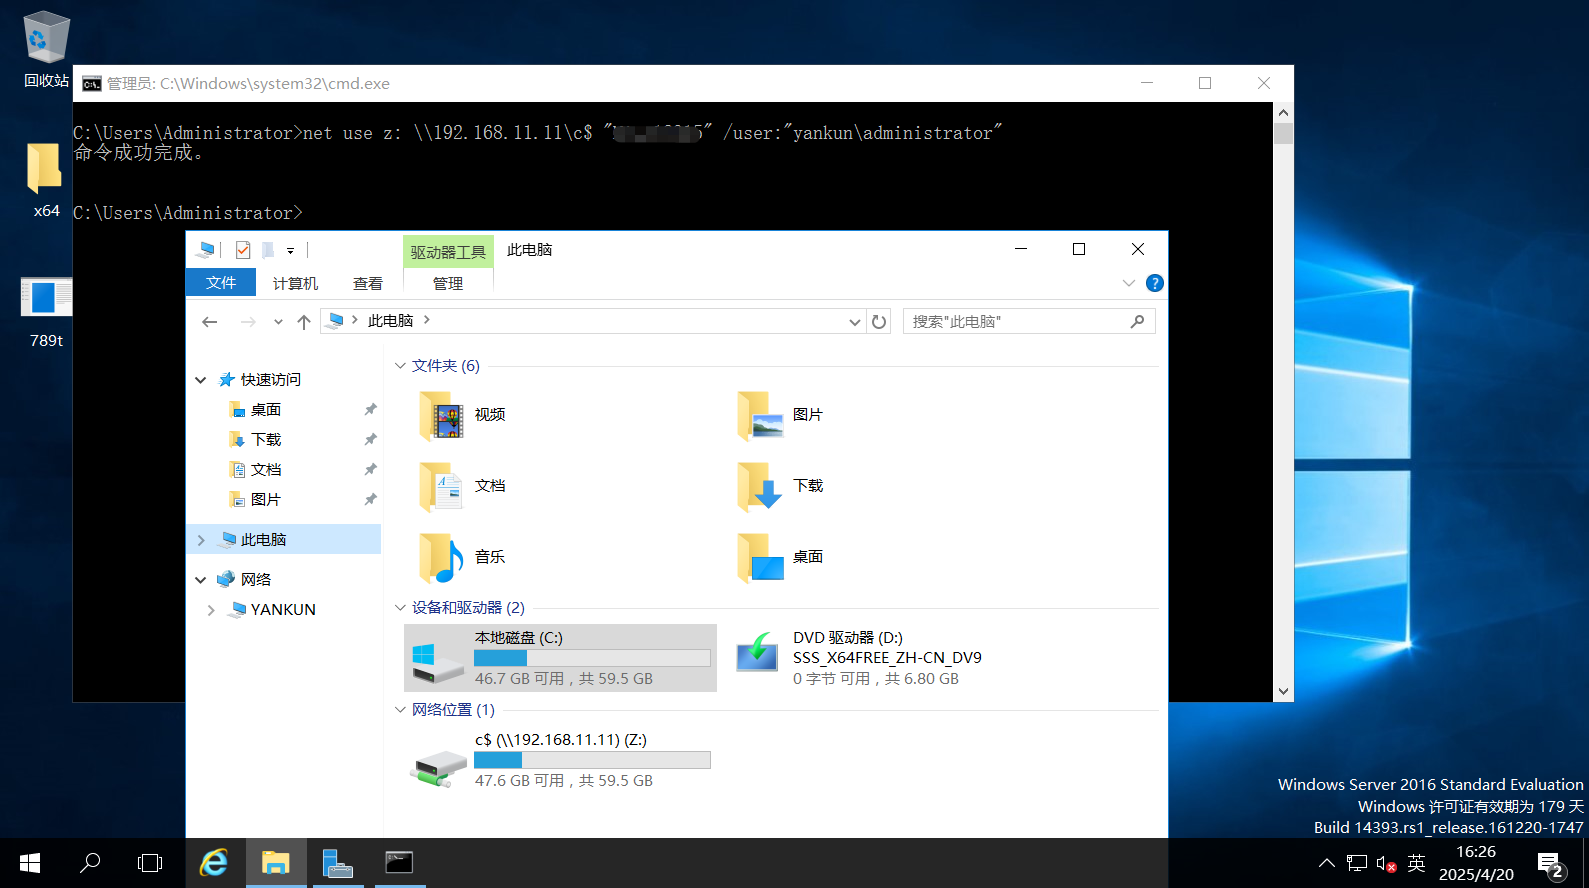 回收站
x64
789t
管理员: C:\Windows\system32\cmd.exe
C:\Users\Administrator>net use z: \\192.168.11.11\c$ " " /user:"yankun\administrator"
命令成功完成。
C:\Users\Administrator>
驱动器工具
此电脑
文件
计算机
查看
管理
此电脑
搜索"此电脑"
快速访问
桌面
下载
文档
图片
此电脑
网络
YANKUN
文件夹 (6)
视频
图片
文档
下载
音乐
桌面
设备和驱动器 (2)
本地磁盘 (C:)
46.7 GB 可用，共 59.5 GB
DVD 驱动器 (D:)
SSS_X64FREE_ZH-CN_DV9
0 字节 可用，共 6.80 GB
网络位置 (1)
c$ (\\192.168.11.11) (Z:)
47.6 GB 可用，共 59.5 GB
Windows Server 2016 Standard Evaluation
Windows 许可证有效期为 179 天
Build 14393.rs1_release.161220-1747
英
16:26
2025/4/20
2